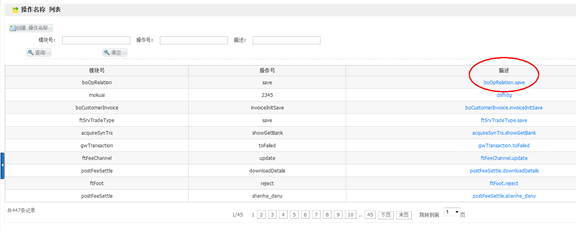 操作名称 列表
创建 操作名称...
模块号: 操作号: 描述:
查询... 清空...
模块号 操作号 描述
boOpRelation save boOpRelation.save
mokuai 2345
boCustomerInvoice invoiceInitSave boCustomerInvoice.invoiceInitSave
ftSrvTradeType save ftSrvTradeType.save
acquireSynTrx showGetBank acquireSynTrx.showGetBank
gwTransaction toFailed gwTransaction.toFailed
ftFeeChannel update ftFeeChannel.update
postFeeSettle downloadDetails postFeeSettle.downloadDetails
ftFoot reject ftFoot.reject
postFeeSettle shenhe_deny postFeeSettle.shenhe_deny
共447条记录
1/45 1 2 3 4 5 6 7 8 9 10 .. 45 下页 末页 跳转到第 1 页